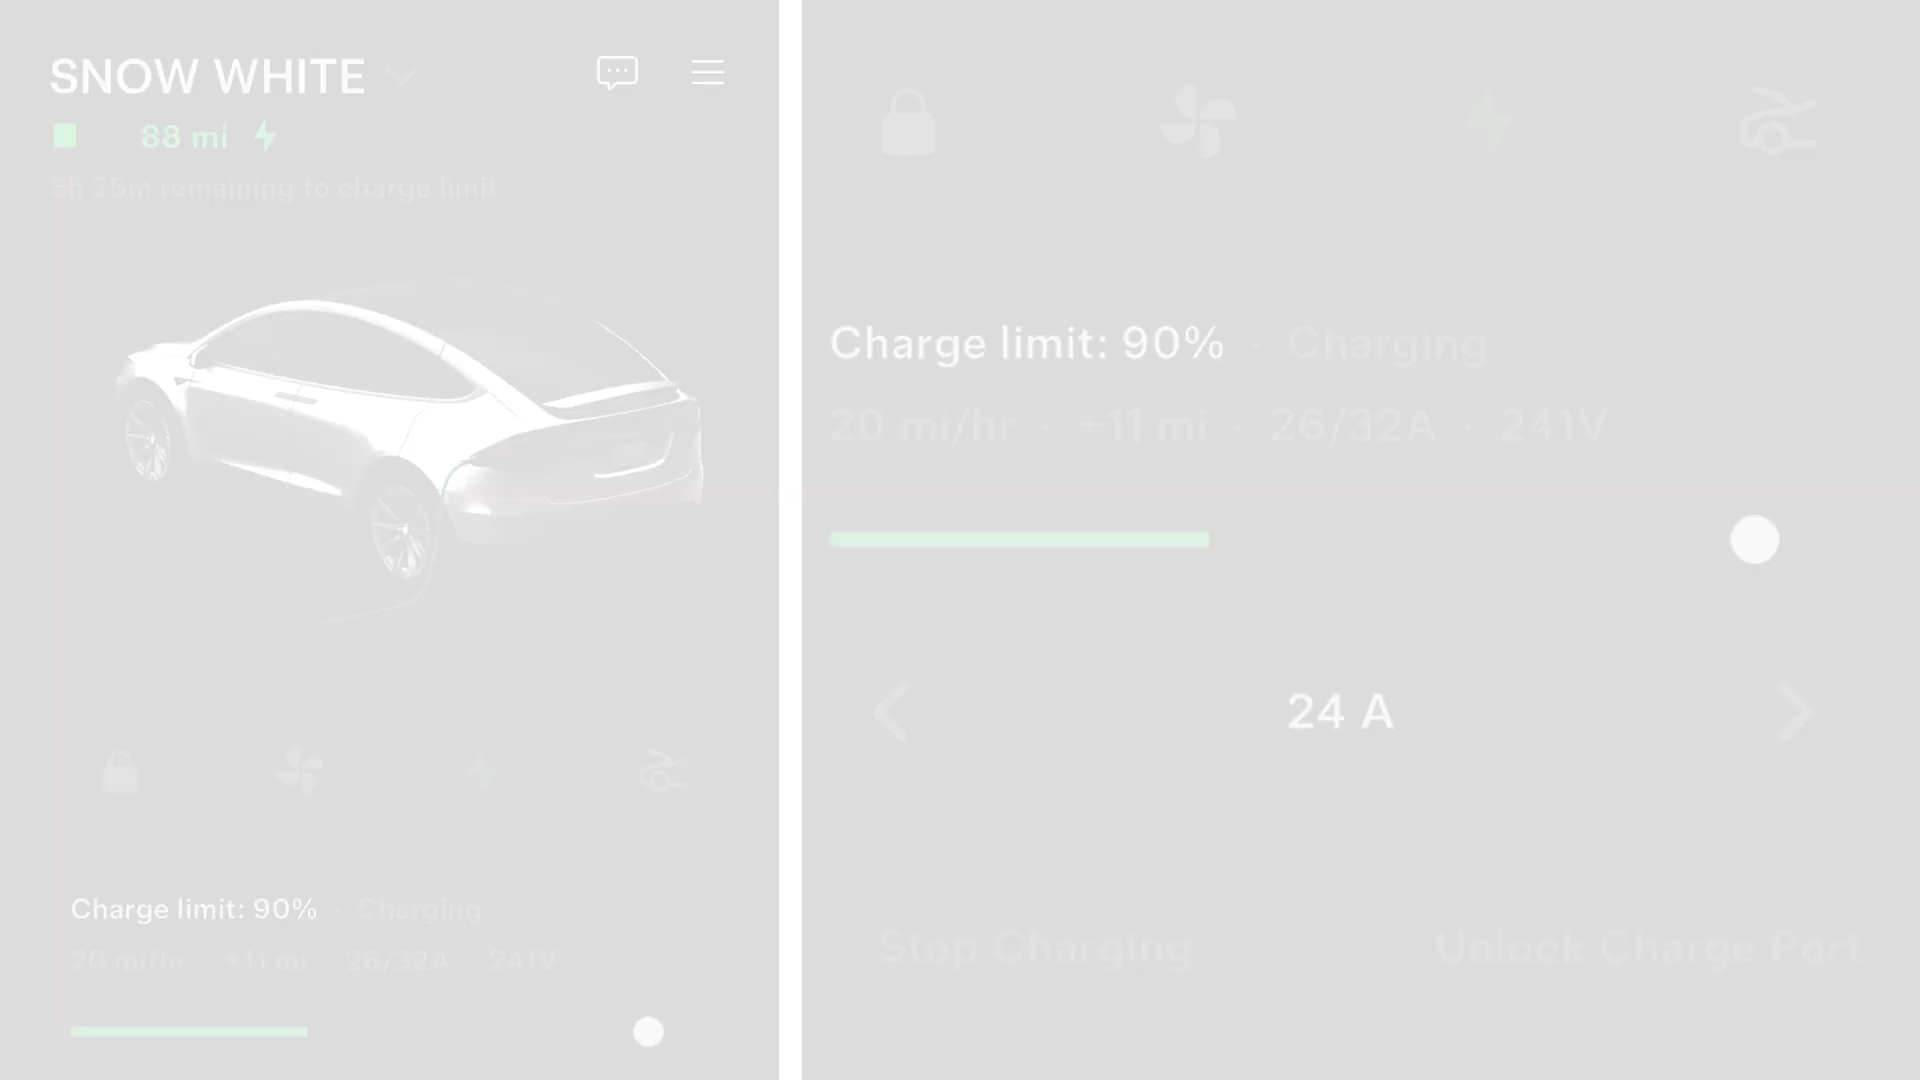 SNOW WHITE
88 mi
5h 25m remaining to charge limit
Charge limit: 90% · Charging
20 mi/hr +11 mi 26/32A 241V
Charge limit: 90% · Charging
20 mi/hr · +11 mi · 26/32A · 241V
24 A
Stop Charging Unlock Charge Port